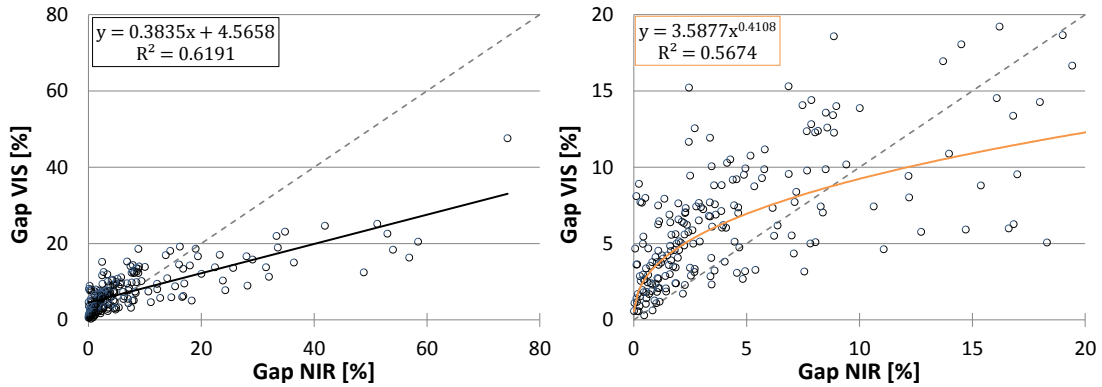 y = 0.3835x + 4.5658
R² = 0.6191
80
60
40
20
0
Gap VIS [%]
0 20 40 60 80
Gap NIR [%]
y = 3.5877x^0.4108
R² = 0.5674
20
15
10
5
0
Gap VIS [%]
0 5 10 15 20
Gap NIR [%]